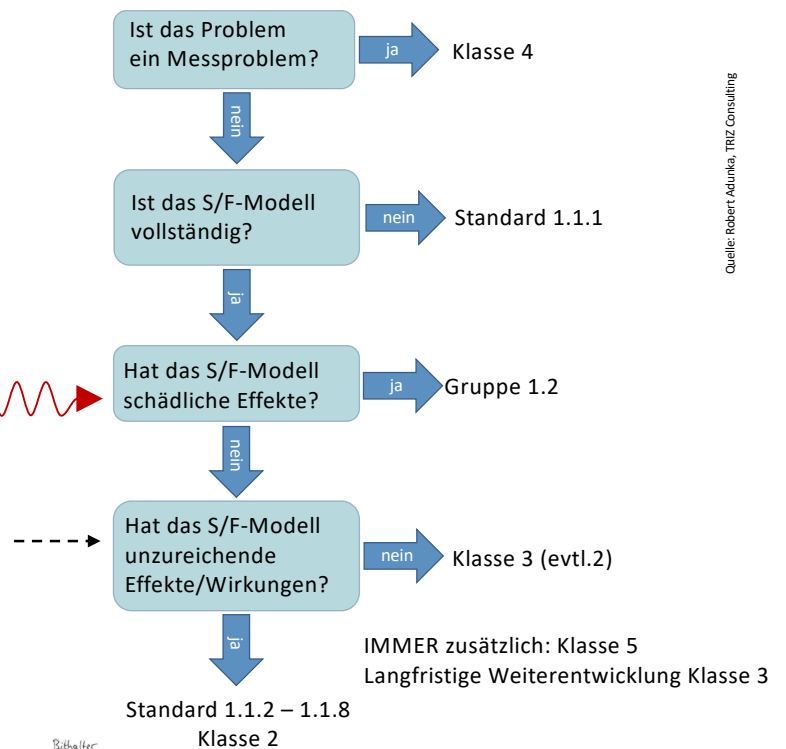 Ist das Problem
ein Messproblem?
ja
Klasse 4
nein
Ist das S/F-Modell
vollständig?
nein
Standard 1.1.1
ja
Hat das S/F-Modell
schädliche Effekte?
ja
Gruppe 1.2
nein
Hat das S/F-Modell
unzureichende
Effekte/Wirkungen?
nein
Klasse 3 (evtl.2)
ja
IMMER zusätzlich: Klasse 5
Langfristige Weiterentwicklung Klasse 3
Standard 1.1.2 – 1.1.8
Klasse 2
Quelle: Robert Adunka, TRIZ Consulting